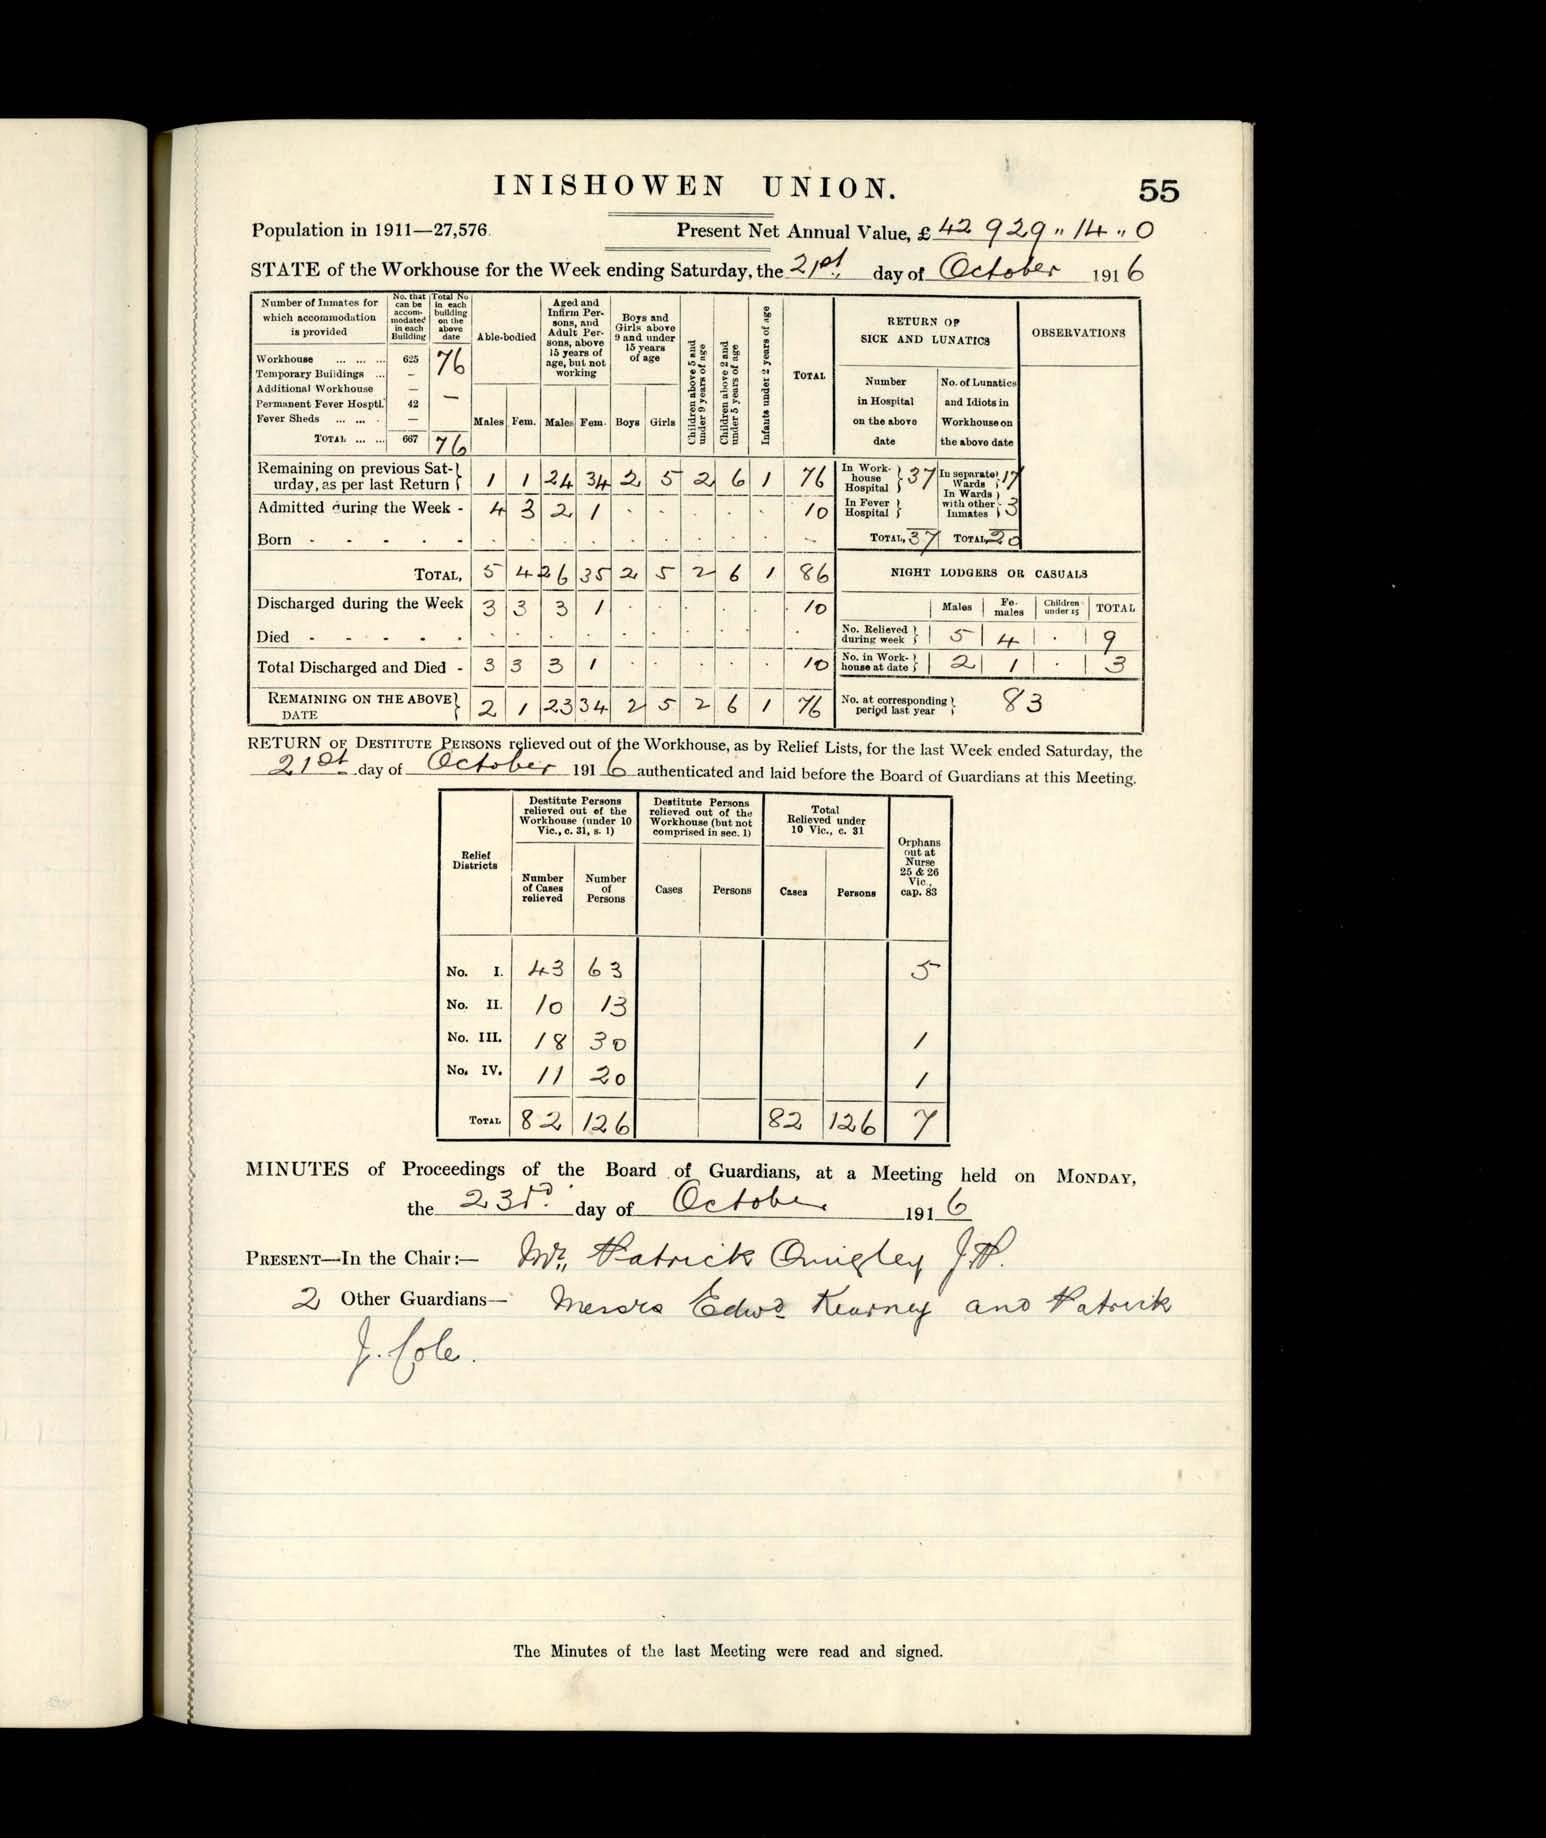 INISHOWEN UNION.
55
Population in 1911—27,576.
Present Net Annual Value, £ 42 929 " 14 " 0
STATE of the Workhouse for the Week ending Saturday, the 21st day of October 1916
Number of Inmates for which accommodation is provided | No. that can be accommodated in each Building | Total No in each building on the above date | Able-bodied | Aged and Infirm Persons, and Adult Persons, above 15 years of age, but not working | Boys and Girls above 9 and under 15 years of age | Children above 5 and under 9 years of age | Children above 2 and under 5 years of age | Infants under 2 years of age | TOTAL | RETURN OF SICK AND LUNATICS | OBSERVATIONS
Workhouse ... ... ... 625 76
Temporary Buildings ... –
Additional Workhouse —
Permanent Fever Hosptl. 42 —
Fever Sheds ... ... . —
TOTAL ... ... 667 76
Males Fem. Males Fem. Boys Girls
Number in Hospital on the above date
No. of Lunatics and Idiots in Workhouse on the above date
Remaining on previous Saturday, as per last Return } 1 1 24 34 2 5 2 6 1 76
Admitted during the Week - 4 3 2 1 . . . . . 10
Born - - - - - . . . . . . . . . .
TOTAL, 5 4 26 35 2 5 2 6 1 86
Discharged during the Week 3 3 3 1 . . . . . 10
Died - - - - - . . . . . . . . . .
Total Discharged and Died - 3 3 3 1 . . . . . 10
REMAINING ON THE ABOVE DATE } 2 1 23 34 2 5 2 6 1 76
In Workhouse Hospital } 37
In Fever Hospital }
TOTAL, 37
In separate Wards } 17
In Wards with other Inmates } 3
TOTAL, 20
NIGHT LODGERS OR CASUALS
Males Females Children under 15 TOTAL
No. Relieved during week } 5 4 . 9
No. in Workhouse at date } 2 1 . 3
No. at corresponding period last year } 83
RETURN OF DESTITUTE PERSONS relieved out of the Workhouse, as by Relief Lists, for the last Week ended Saturday, the
21st day of October 1916 authenticated and laid before the Board of Guardians at this Meeting.
Relief Districts | Destitute Persons relieved out of the Workhouse (under 10 Vic., c. 31, s. 1) | Destitute Persons relieved out of the Workhouse (but not comprised in sec. 1) | Total Relieved under 10 Vic., c. 31 | Orphans out at Nurse 25 & 26 Vic., cap. 83
Number of Cases relieved | Number of Persons | Cases | Persons | Cases | Persons
No. I. 43 63 5
No. II. 10 13
No. III. 18 30 1
No. IV. 11 20 1
TOTAL 82 126 82 126 7
MINUTES of Proceedings of the Board of Guardians, at a Meeting held on MONDAY,
the 23rd. day of October 1916
PRESENT—In the Chair:— Mr., Patrick Quigley J.P.
2 Other Guardians— Messrs Edwd. Kearney and Patrick
J. Cole.
The Minutes of the last Meeting were read and signed.